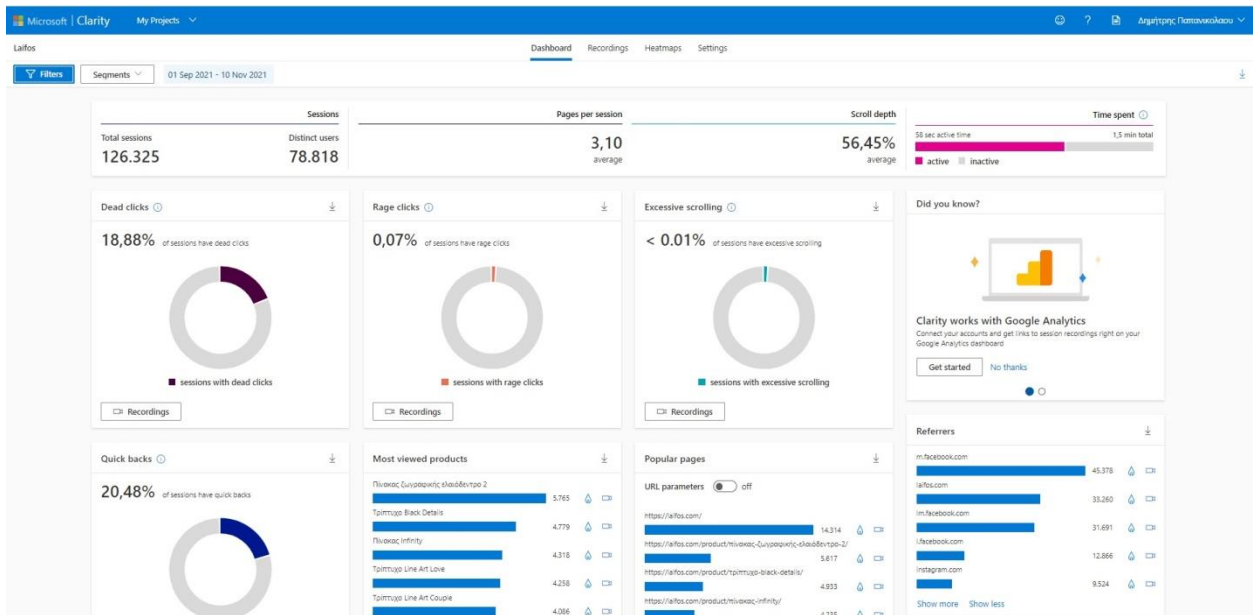 Microsoft | Clarity My Projects Δημήτρης Παπανικολαου
Laifos Dashboard Recordings Heatmaps Settings
Filters Segments 01 Sep 2021 - 10 Nov 2021
Sessions
Total sessions Distinct users
126.325 78.818
Pages per session
3,10
average
Scroll depth
56,45%
average
Time spent
58 sec active time 1,5 min total
active inactive
Dead clicks
18,88% of sessions have dead clicks
sessions with dead clicks
Recordings
Rage clicks
0,07% of sessions have rage clicks
sessions with rage clicks
Recordings
Excessive scrolling
< 0.01% of sessions have excessive scrolling
sessions with excessive scrolling
Recordings
Did you know?
Clarity works with Google Analytics
Connect your accounts and get links to session recordings right on your
Google Analytics dashboard
Get started No thanks
Quick backs
20,48% of sessions have quick backs
Most viewed products
Πίνακας ζωγραφικής ελαιόδεντρο 2
5.765
Τρίπτυχο Black Details
4.779
Πίνακας Infinity
4.318
Τρίπτυχο Line Art Love
4.258
Τρίπτυχο Line Art Couple
4.086
Popular pages
URL parameters off
https://laifos.com/
14.314
https://laifos.com/product/πίνακας-ζωγραφικής-ελαιόδεντρο-2/
5.617
https://laifos.com/product/τρίπτυχο-black-details/
4.933
https://laifos.com/product/πίνακας-infinity/
4.235
Referrers
m.facebook.com
45.378
laifos.com
33.260
lm.facebook.com
31.691
l.facebook.com
12.866
instagram.com
9.524
Show more Show less